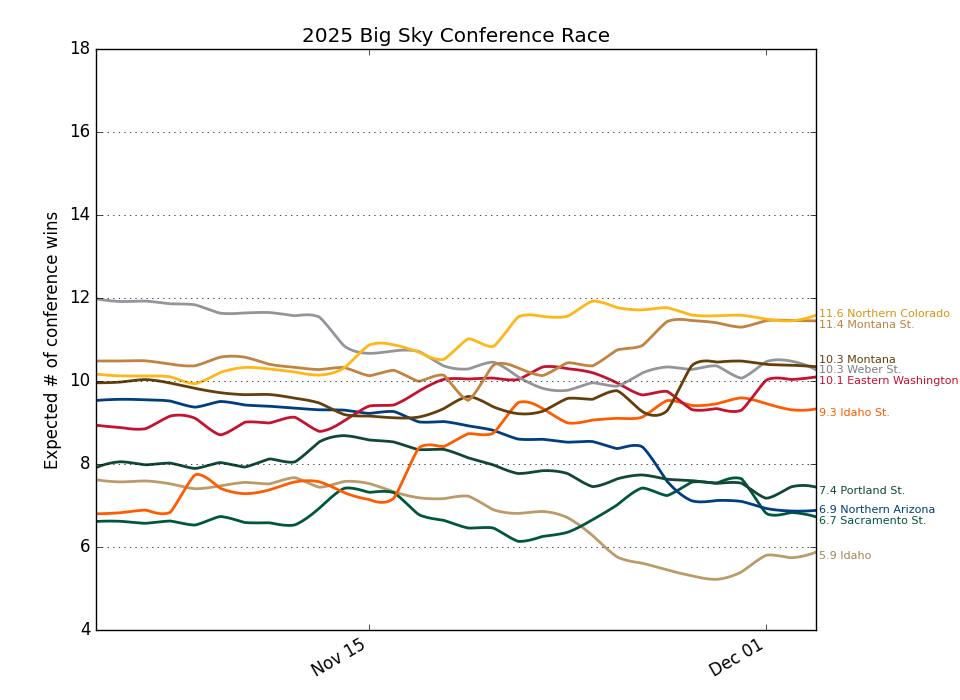 2025 Big Sky Conference Race
Expected # of conference wins
18
16
14
12
10
8
6
4
Nov 15
Dec 01
11.6 Northern Colorado
11.4 Montana St.
10.3 Montana
10.3 Weber St.
10.1 Eastern Washington
9.3 Idaho St.
7.4 Portland St.
6.9 Northern Arizona
6.7 Sacramento St.
5.9 Idaho